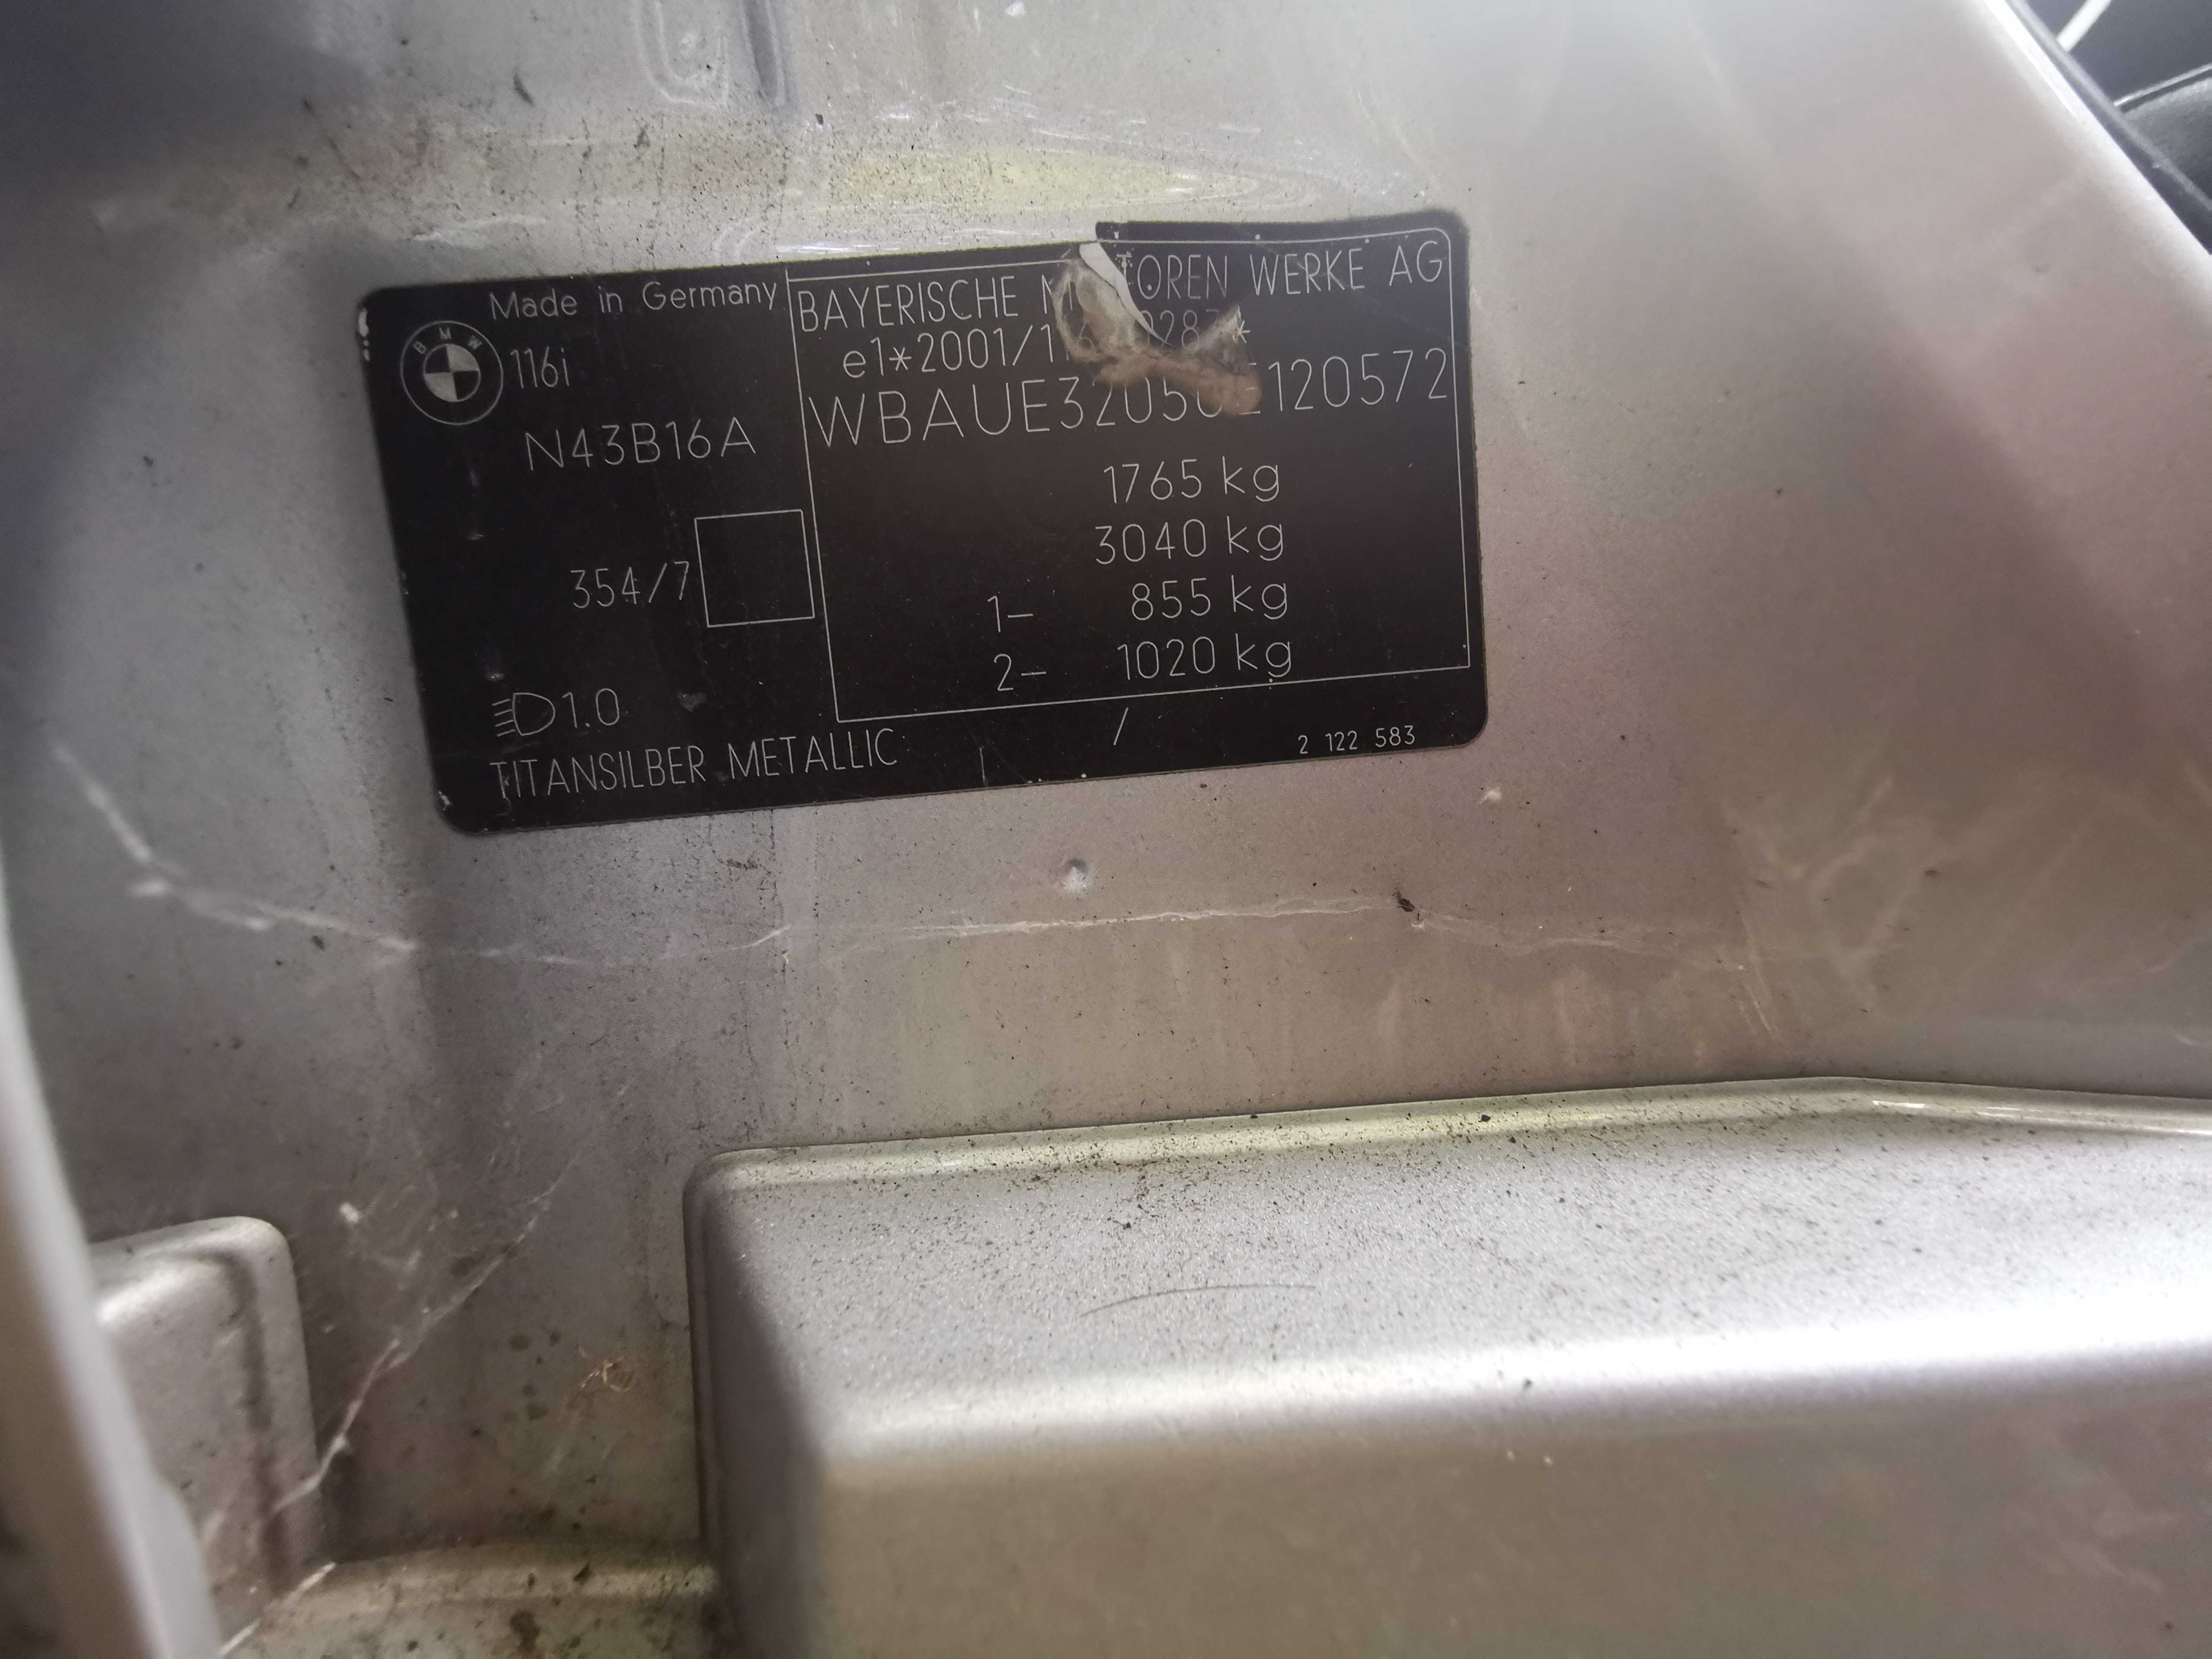 Made in Germany
BMW
116i
N43B16A
354/7
1.0
TITANSILBER METALLIC
BAYERISCHE WERKE AG
1765 kg
3040 kg
1- 855 kg
2- 1020 kg
/
2 122 583